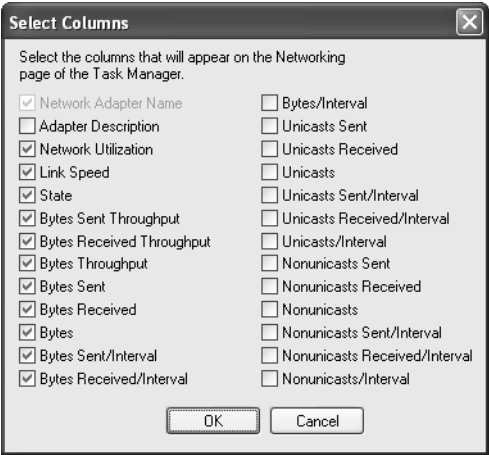 Select Columns
Select the columns that will appear on the Networking
page of the Task Manager.
Network Adapter Name
Adapter Description
Network Utilization
Link Speed
State
Bytes Sent Throughput
Bytes Received Throughput
Bytes Throughput
Bytes Sent
Bytes Received
Bytes
Bytes Sent/Interval
Bytes Received/Interval
Bytes/Interval
Unicasts Sent
Unicasts Received
Unicasts
Unicasts Sent/Interval
Unicasts Received/Interval
Unicasts/Interval
Nonunicasts Sent
Nonunicasts Received
Nonunicasts
Nonunicasts Sent/Interval
Nonunicasts Received/Interval
Nonunicasts/Interval
OK
Cancel